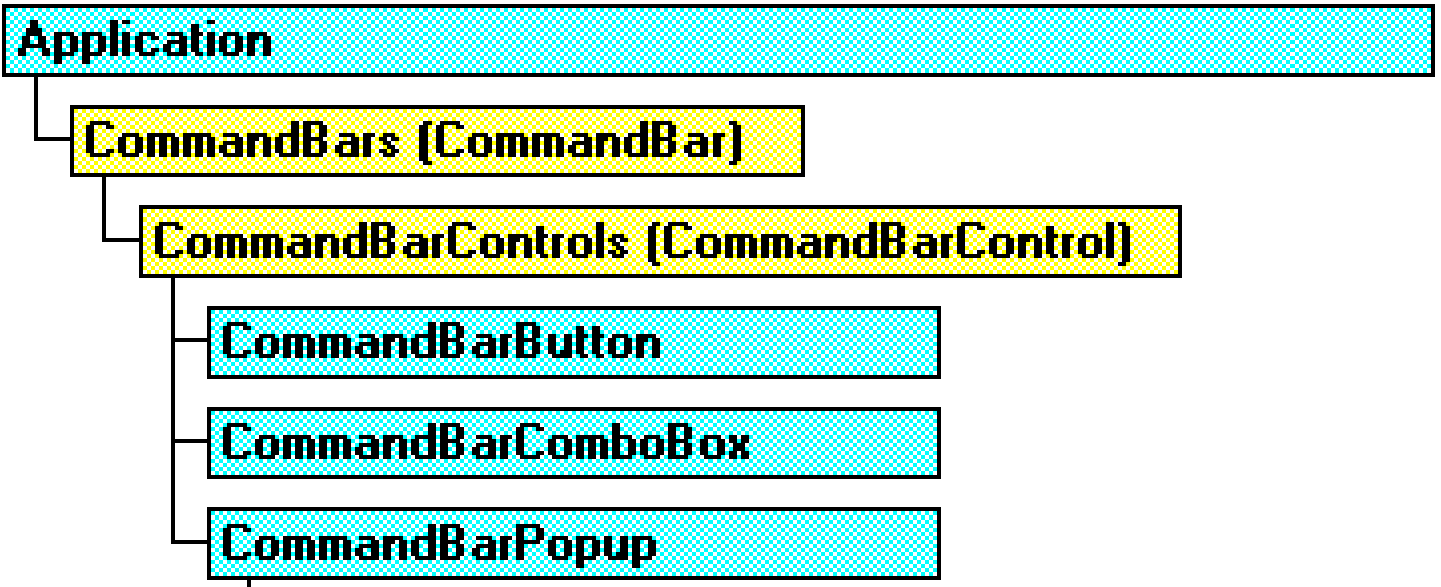 Application
CommandBars (CommandBar)
CommandBarControls (CommandBarControl)
CommandBarButton
CommandBarComboBox
CommandBarPopup